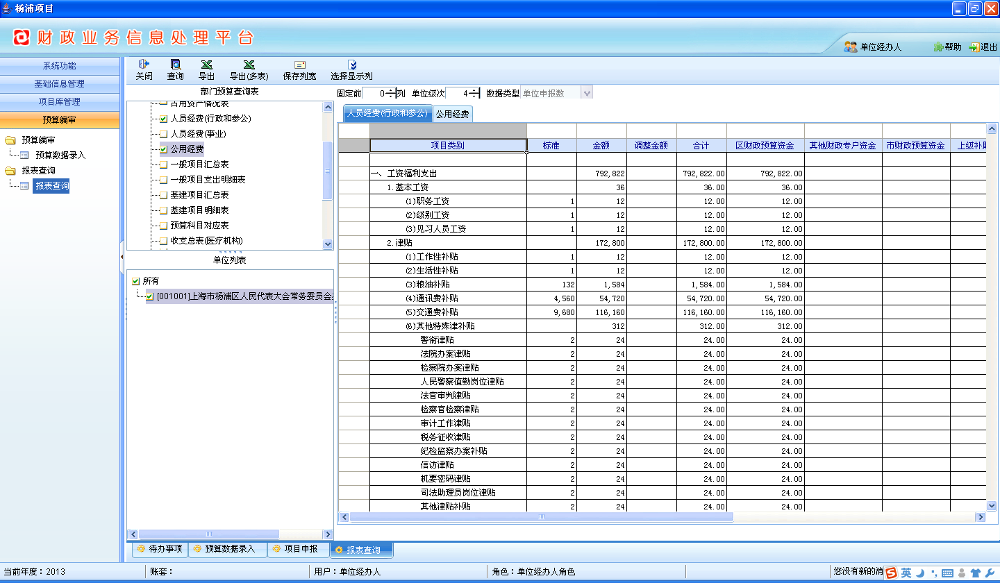 杨浦项目
财政业务信息处理平台
单位经办人 帮助 退出
系统功能
基础信息管理
项目库管理
预算编审
预算编审
预算数据录入
报表查询
报表查询
关闭 查询 导出 导出(多表) 保存列宽 选择显示列
部门预算查询表
占用资产情况表
人员经费(行政和参公)
人员经费(事业)
公用经费
一般项目汇总表
一般项目支出明细表
基建项目汇总表
基建项目明细表
预算科目对应表
收支总表(医疗机构)
单位列表
所有
[001001]上海市杨浦区人民代表大会常务委员会
固定前 0 列 单位级次 4 数据类型 单位申报数
人员经费(行政和参公) 公用经费
项目类别 标准 金额 调整金额 合计 区财政预算资金 其他财政专户资金 市财政预算资金 上级补
一、工资福利支出 792,822 792,822.00 792,822.00
1.基本工资 36 36.00 36.00
(1)职务工资 1 12 12.00 12.00
(2)级别工资 1 12 12.00 12.00
(3)见习人员工资 1 12 12.00 12.00
2.津贴 172,800 172,800.00 172,800.00
(1)工作性补贴 1 12 12.00 12.00
(2)生活性补贴 1 12 12.00 12.00
(3)粮油补贴 132 1,584 1,584.00 1,584.00
(4)通讯费补贴 4,560 54,720 54,720.00 54,720.00
(5)交通费补贴 9,680 116,160 116,160.00 116,160.00
(6)其他特殊津补贴 312 312.00 312.00
警衔津贴 2 24 24.00 24.00
法院办案津贴 2 24 24.00 24.00
检察院办案津贴 2 24 24.00 24.00
人民警察值勤岗位津贴 2 24 24.00 24.00
法官审判津贴 2 24 24.00 24.00
检察官检察津贴 2 24 24.00 24.00
审计工作津贴 2 24 24.00 24.00
税务征收津贴 2 24 24.00 24.00
纪检监察办案补贴 2 24 24.00 24.00
信访津贴 2 24 24.00 24.00
机要密码津贴 2 24 24.00 24.00
司法助理员岗位津贴 2 24 24.00 24.00
其他津贴补贴 2 24 24.00 24.00
待办事项 预算数据录入 项目申报 报表查询
当前年度：2013 账套： 用户：单位经办人 角色：单位经办人角色 您没有新的消 英